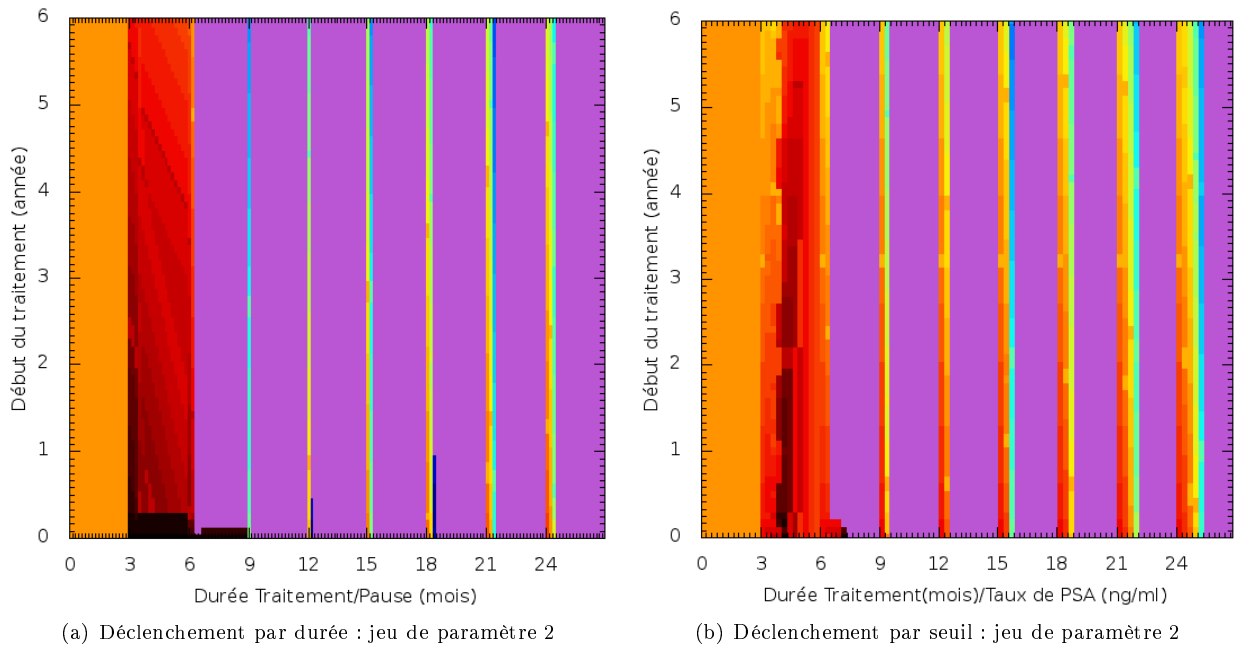 6
5
4
3
2
1
0
Début du traitement (année)
0 3 6 9 12 15 18 21 24
Durée Traitement/Pause (mois)
(a) Déclenchement par durée : jeu de paramètre 2
6
5
4
3
2
1
0
Début du traitement (année)
0 3 6 9 12 15 18 21 24
Durée Traitement(mois)/Taux de PSA (ng/ml)
(b) Déclenchement par seuil : jeu de paramètre 2